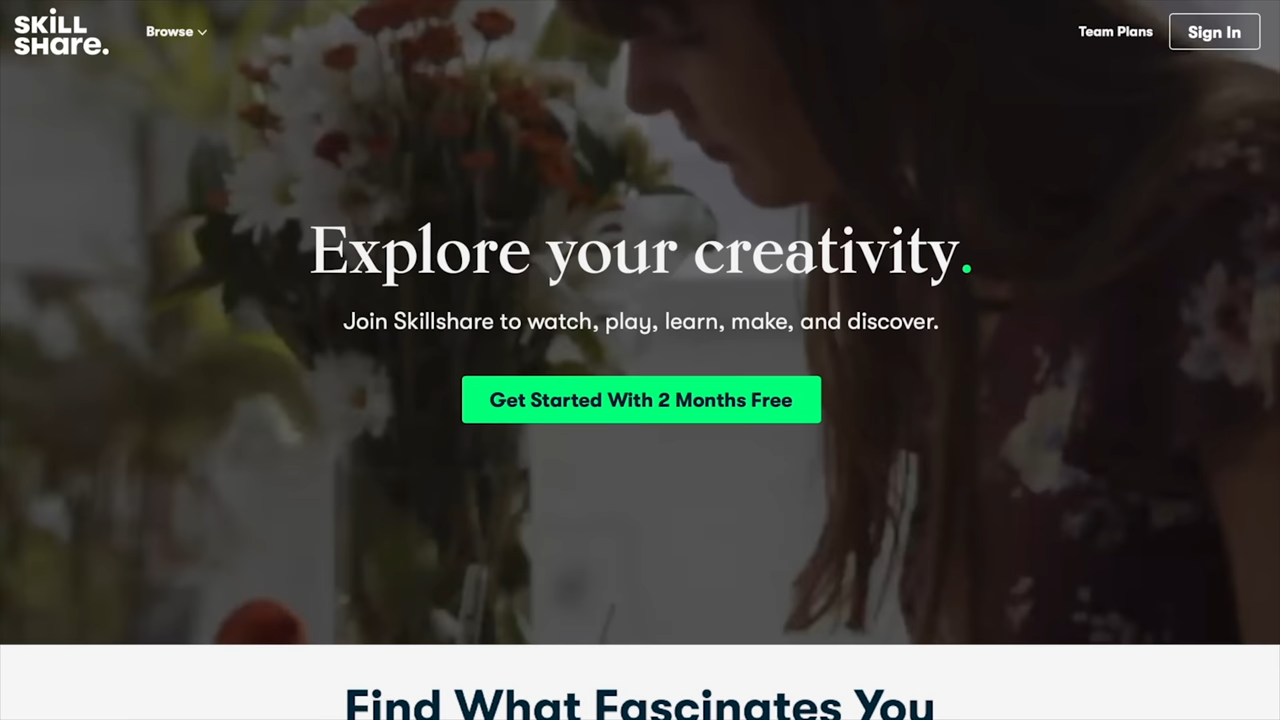 SKiLL
SHare.
Browse
Team Plans
Sign In
Explore your creativity.
Join Skillshare to watch, play, learn, make, and discover.
Get Started With 2 Months Free
Find What Fascinates You